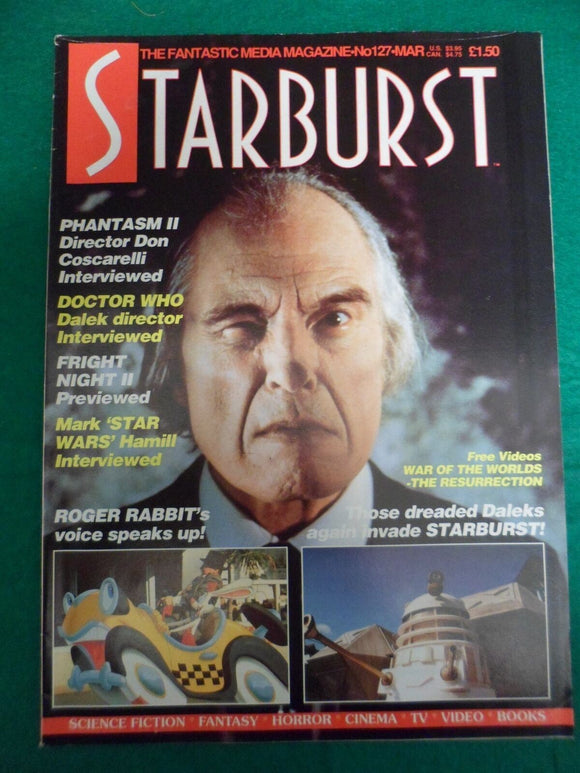 THE FANTASTIC MEDIA MAGAZINE•No127•MAR U.S. $3.95 CAN. $4.75 £1.50
STARBURST™
PHANTASM II
Director Don
Coscarelli
Interviewed
DOCTOR WHO
Dalek director
Interviewed
FRIGHT
NIGHT II
Previewed
Mark ‘STAR
WARS’ Hamill
Interviewed
Free Videos
WAR OF THE WORLDS
-THE RESURRECTION
ROGER RABBIT's
voice speaks up!
Those dreaded Daleks
again invade STARBURST!
SCIENCE FICTION * FANTASY * HORROR * CINEMA * TV * VIDEO * BOOKS